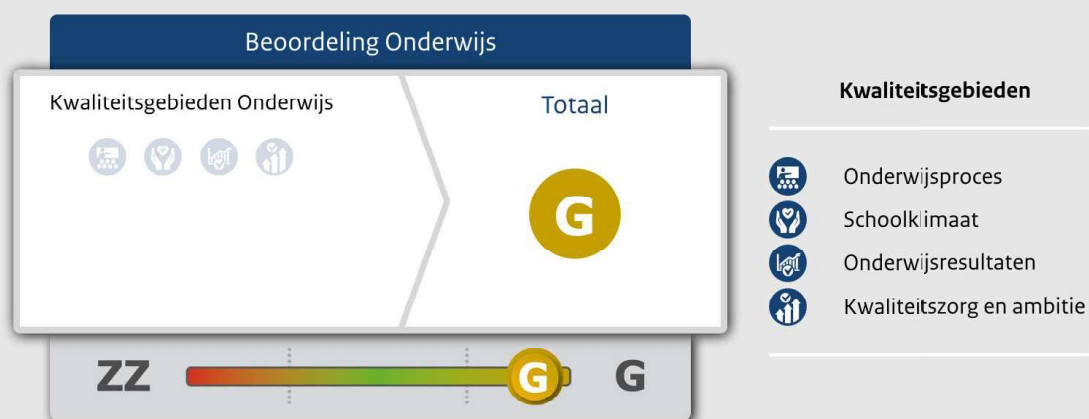 Beoordeling Onderwijs
Kwaliteitsgebieden Onderwijs
Totaal
G
ZZ
G
G
Kwaliteitsgebieden
Onderwijsproces
Schoolklimaat
Onderwijsresultaten
Kwaliteitszorg en ambitie